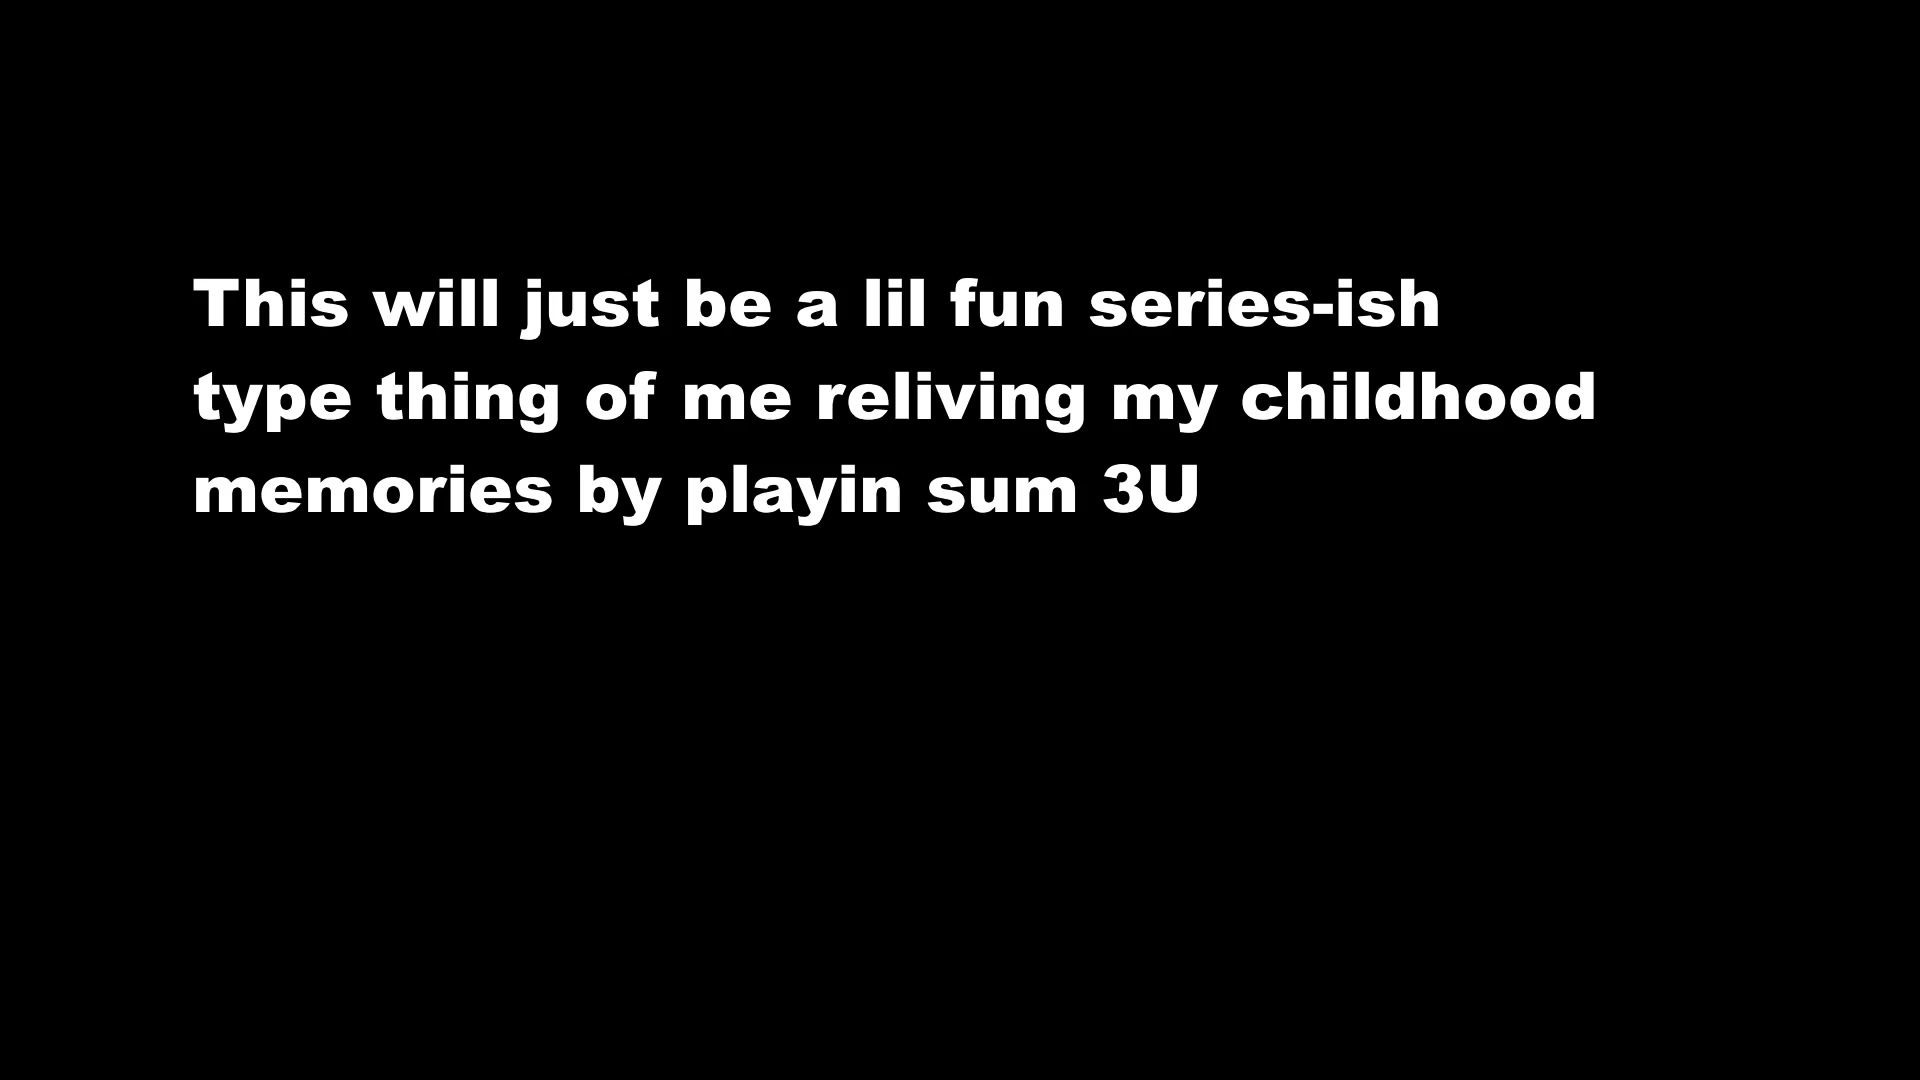 This will just be a lil fun series-ish
type thing of me reliving my childhood
memories by playin sum 3U